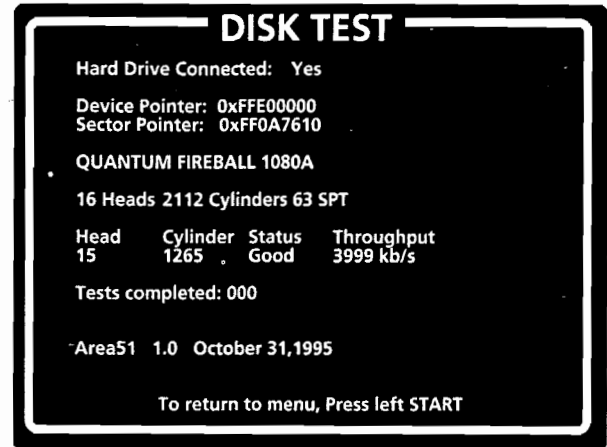 DISK TEST
Hard Drive Connected: Yes
Device Pointer: 0xFFE00000
Sector Pointer: 0xFF0A7610
QUANTUM FIREBALL 1080A
16 Heads 2112 Cylinders 63 SPT
Head Cylinder Status Throughput
15 1265 Good 3999 kb/s
Tests completed: 000
Area51 1.0 October 31,1995
To return to menu, Press left START